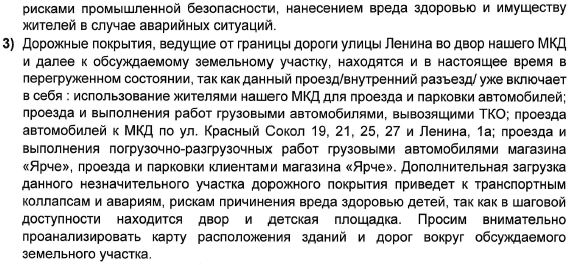 рисками промышленной безопасности, нанесением вреда здоровью и имуществу
жителей в случае аварийных ситуаций.
3) Дорожные покрытия, ведущие от границы дороги улицы Ленина во двор нашего МКД
и далее к обсуждаемому земельному участку, находятся и в настоящее время в
перегруженном состоянии, так как данный проезд/внутренний разъезд/ уже включает
в себя : использование жителями нашего МКД для проезда и парковки автомобилей;
проезда и выполнения работ грузовыми автомобилями, вывозящими ТКО; проезда
автомобилей к МКД по ул. Красный Сокол 19, 21, 25, 27 и Ленина, 1а; проезда и
выполнения погрузочно-разгрузочных работ грузовыми автомобилями магазина
«Ярче», проезда и парковки клиентами магазина «Ярче». Дополнительная загрузка
данного незначительного участка дорожного покрытия приведет к транспортным
коллапсам и авариям, рискам причинения вреда здоровью детей, так как в шаговой
доступности находится двор и детская площадка. Просим внимательно
проанализировать карту расположения зданий и дорог вокруг обсуждаемого
земельного участка.